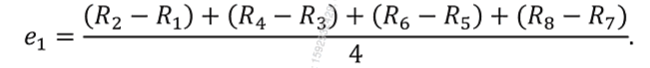 e₁ = ((R₂ − R₁) + (R₄ − R₃) + (R₆ − R₅) + (R₈ − R₇)) / 4.